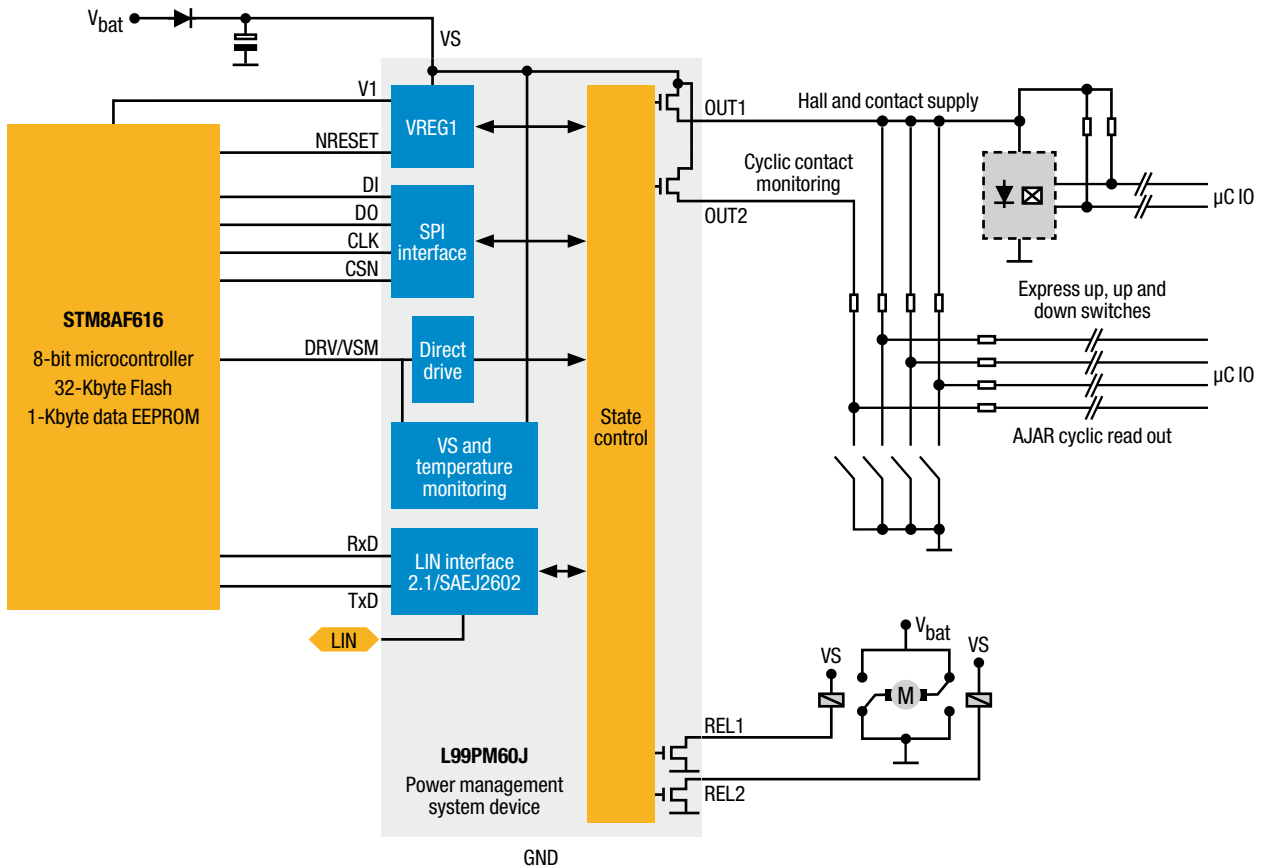 Vbat
VS
V1
NRESET
DI
DO
CLK
CSN
DRV/VSM
RxD
TxD
LIN
STM8AF616
8-bit microcontroller
32-Kbyte Flash
1-Kbyte data EEPROM
VREG1
SPI
interface
Direct
drive
VS and
temperature
monitoring
LIN interface
2.1/SAEJ2602
State
control
L99PM60J
Power management
system device
GND
OUT1
Hall and contact supply
Cyclic contact
monitoring
OUT2
µC IO
Express up, up and
down switches
µC IO
AJAR cyclic read out
REL1
REL2
VS
Vbat
VS
M